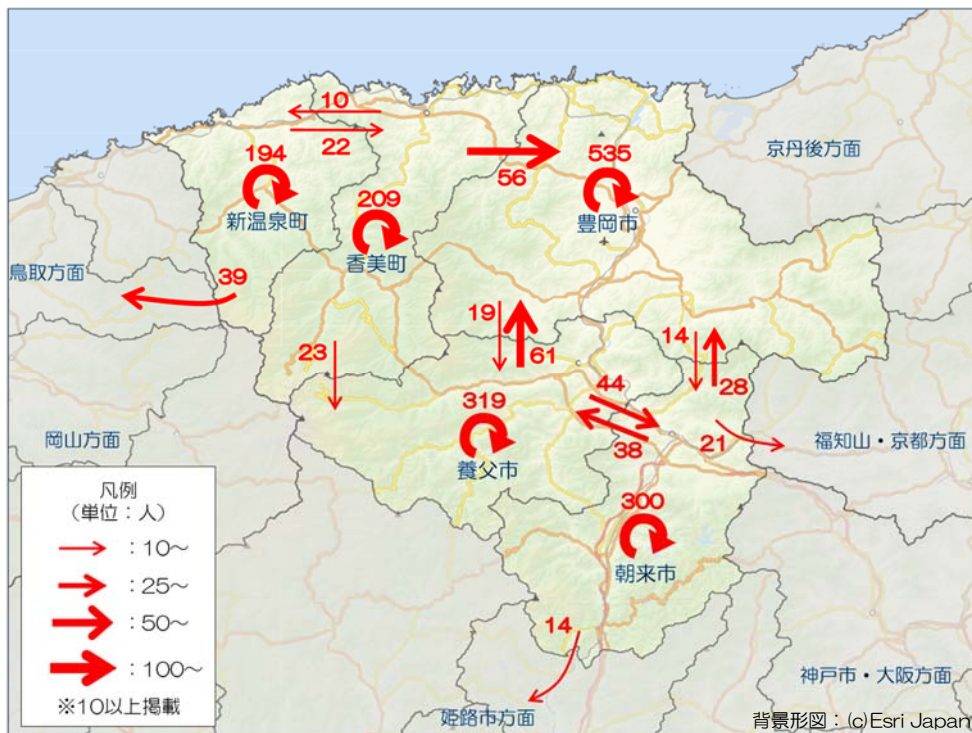 10
22
194
新温泉町
209
香美町
56
535
豊岡市
京丹後方面
鳥取方面
39
23
19
61
14
28
44
38
21
319
養父市
岡山方面
福知山・京都方面
300
朝来市
14
姫路市方面
神戸市・大阪方面
凡例
（単位：人）
：10～
：25～
：50～
：100～
※10以上掲載
背景形図：(c)Esri Japan